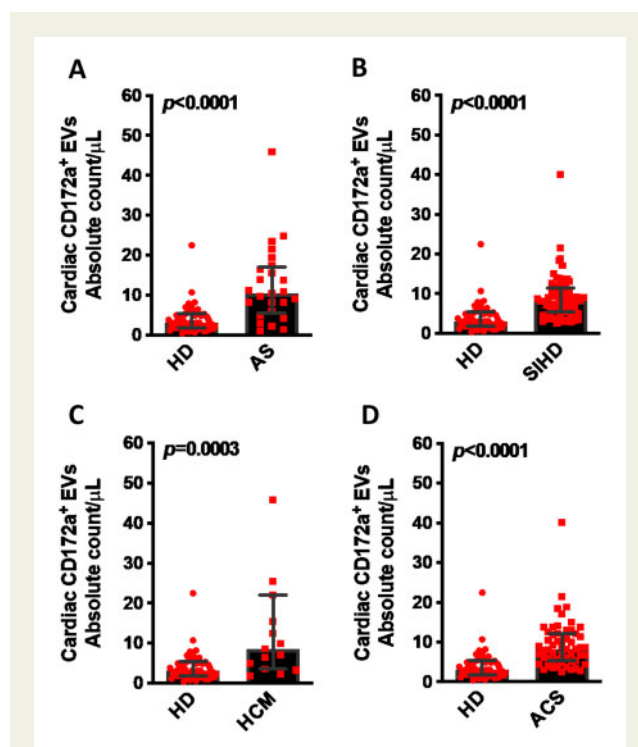 A
p<0.0001
Cardiac CD172a⁺ EVs
Absolute count/μL
60
50
40
30
20
10
0
HD
AS
B
p<0.0001
Cardiac CD172a⁺ EVs
Absolute count/μL
60
50
40
30
20
10
0
HD
SIHD
C
p=0.0003
Cardiac CD172a⁺ EVs
Absolute count/μL
60
50
40
30
20
10
0
HD
HCM
D
p<0.0001
Cardiac CD172a⁺ EVs
Absolute count/μL
60
50
40
30
20
10
0
HD
ACS